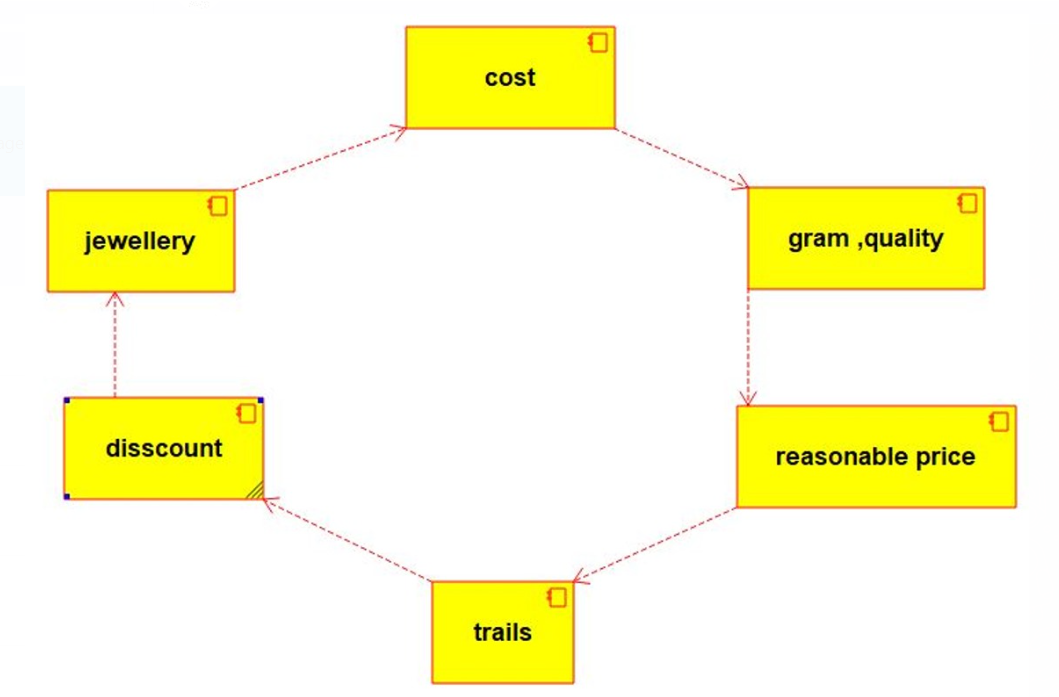 cost
jewellery
gram ,quality
disscount
reasonable price
trails